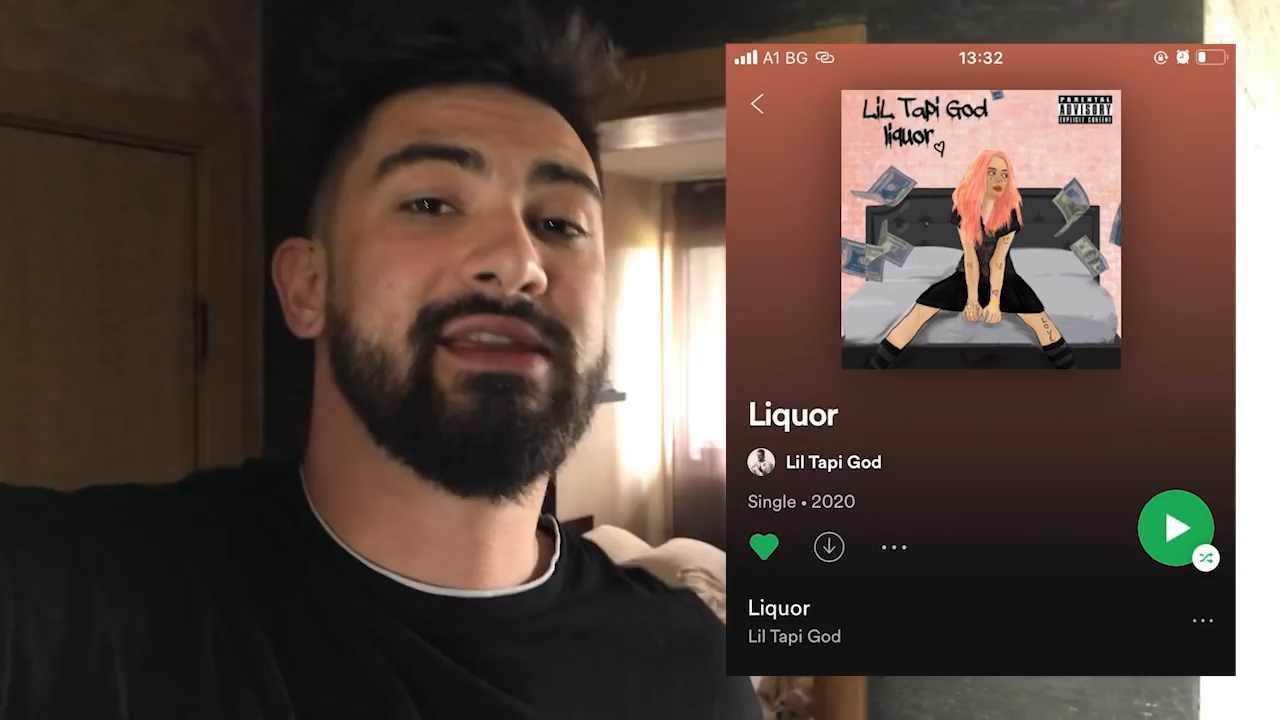 A1 BG
13:32
LiL TaPi God
liquor
PARENTAL
ADVISORY
EXPLICIT CONTENT
LOVE
Liquor
Lil Tapi God
Single • 2020
Liquor
Lil Tapi God